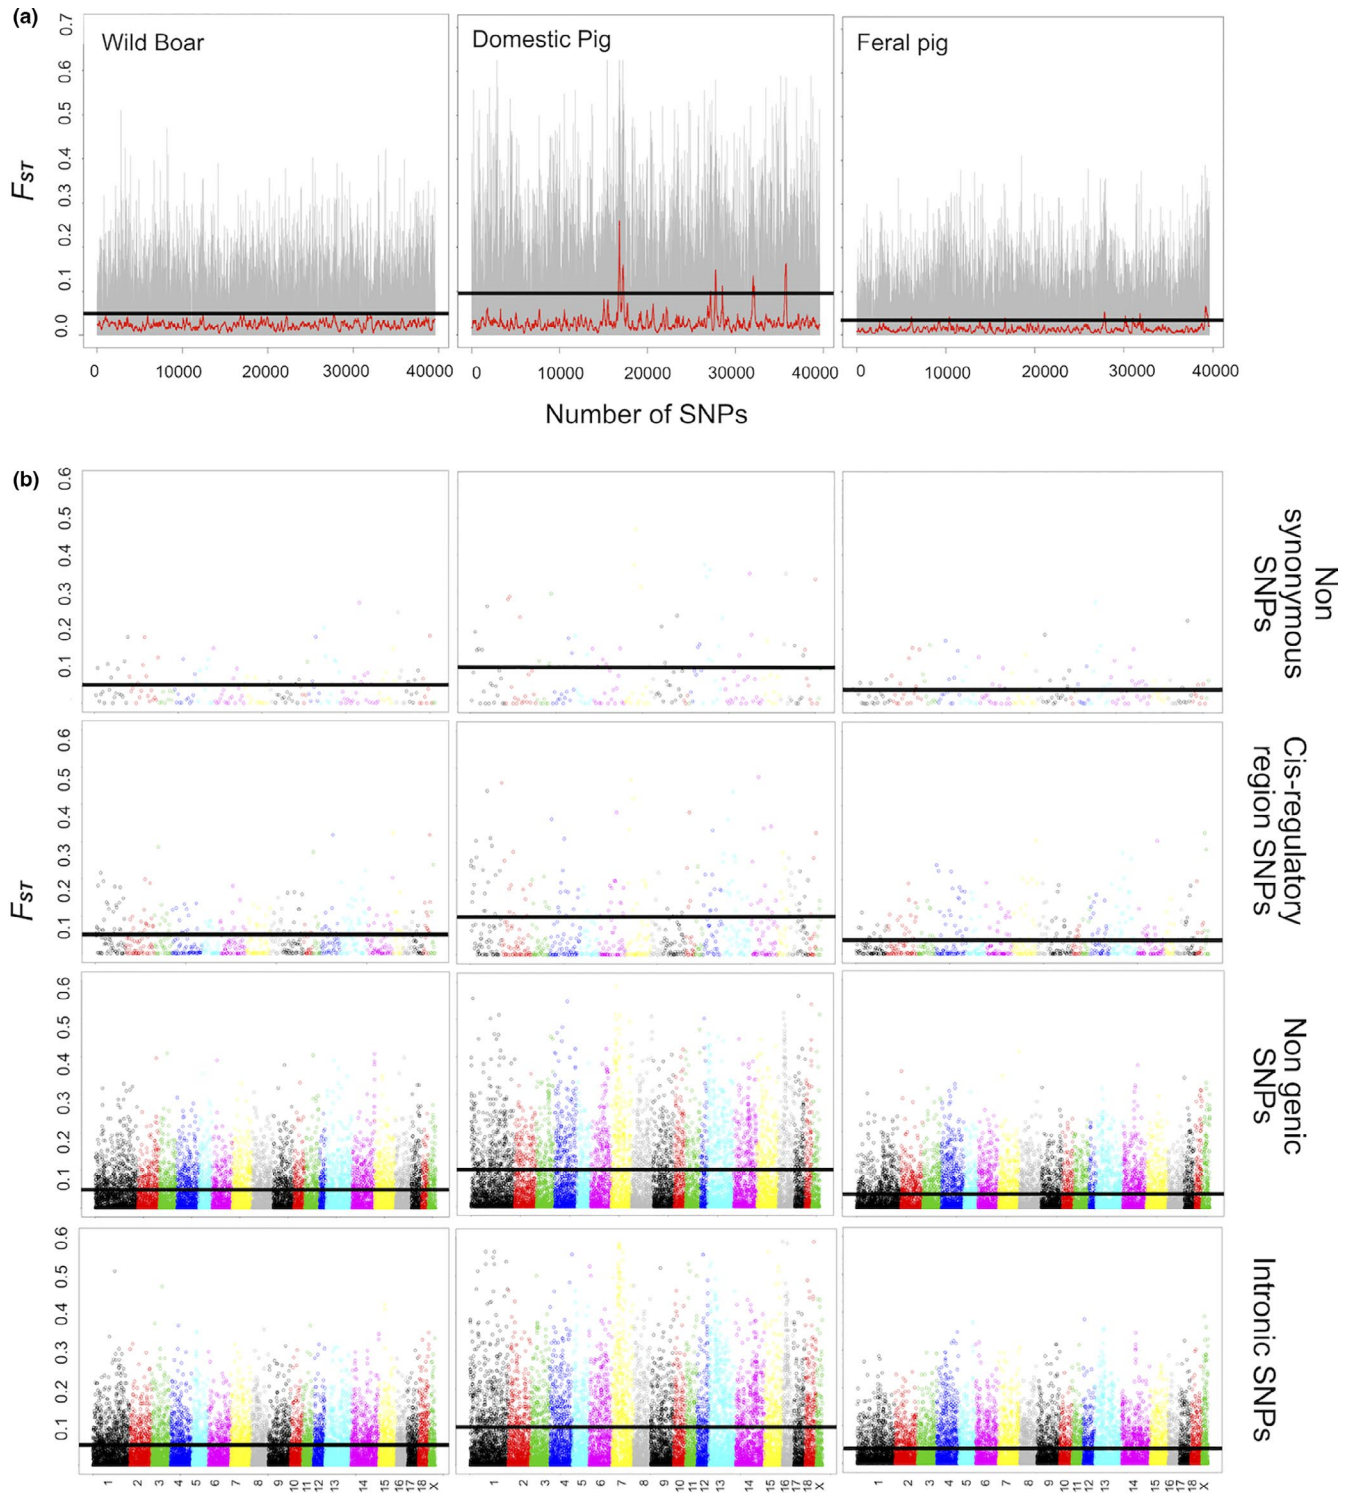 (a)
Wild Boar
Domestic Pig
Feral pig
0.7
0.6
0.5
0.4
0.3
0.2
0.1
0.0
FST
0 10000 20000 30000 40000
0 10000 20000 30000 40000
0 10000 20000 30000 40000
Number of SNPs
(b)
0.6
0.5
0.4
0.3
0.2
0.1
Non
synonymous
SNPs
0.6
0.5
0.4
0.3
0.2
0.1
FST
Cis-regulatory
region SNPs
0.6
0.5
0.4
0.3
0.2
0.1
Non genic
SNPs
0.6
0.5
0.4
0.3
0.2
0.1
Intronic SNPs
1 2 3 4 5 6 7 8 9 10 11 12 13 14 15 16 17 18 X
1 2 3 4 5 6 7 8 9 10 11 12 13 14 15 16 17 18 X
1 2 3 4 5 6 7 8 9 10 11 12 13 14 15 16 17 18 X